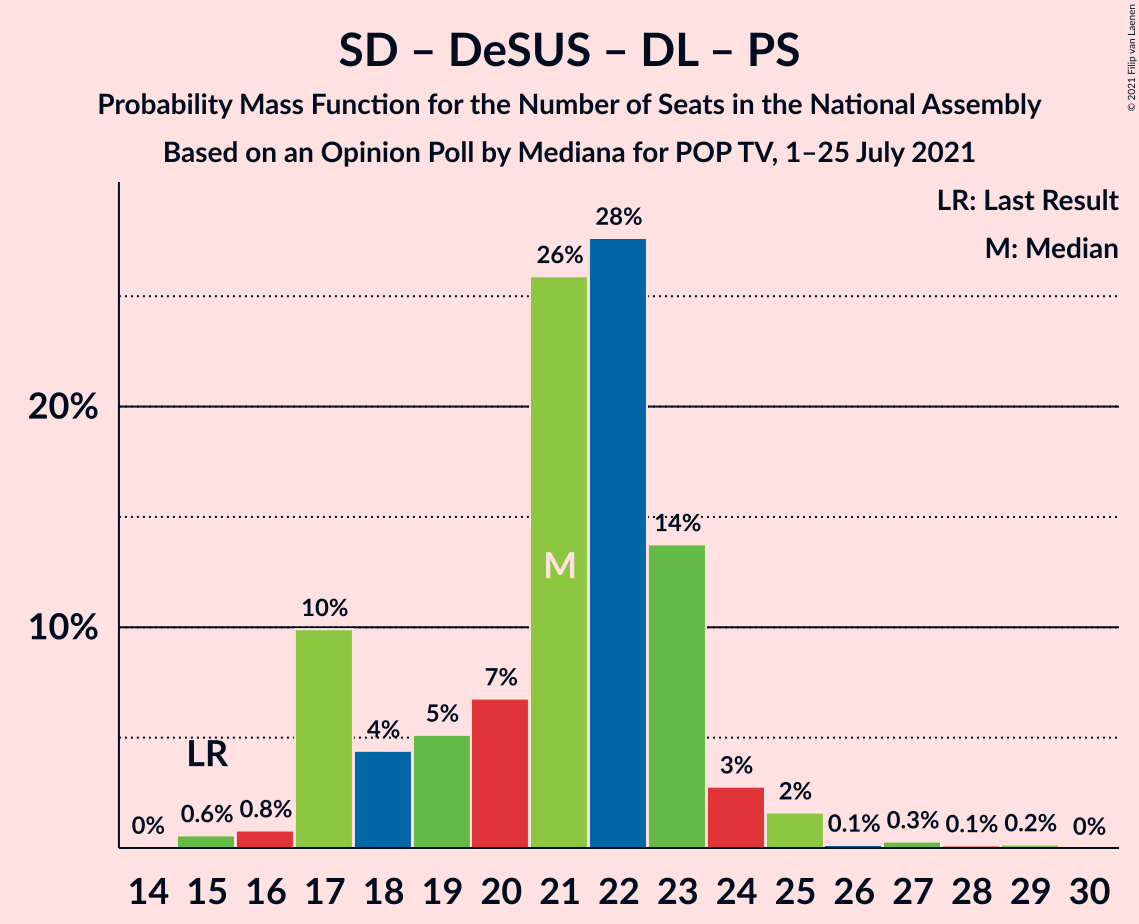 SD – DeSUS – DL – PS
Probability Mass Function for the Number of Seats in the National Assembly
Based on an Opinion Poll by Mediana for POP TV, 1–25 July 2021
© 2021 Filip van Laenen
LR: Last Result
M: Median
20%
10%
0%
0.6%
0.8%
10%
4%
5%
7%
26%
28%
14%
3%
2%
0.1%
0.3%
0.1%
0.2%
0%
LR
M
14 15 16 17 18 19 20 21 22 23 24 25 26 27 28 29 30